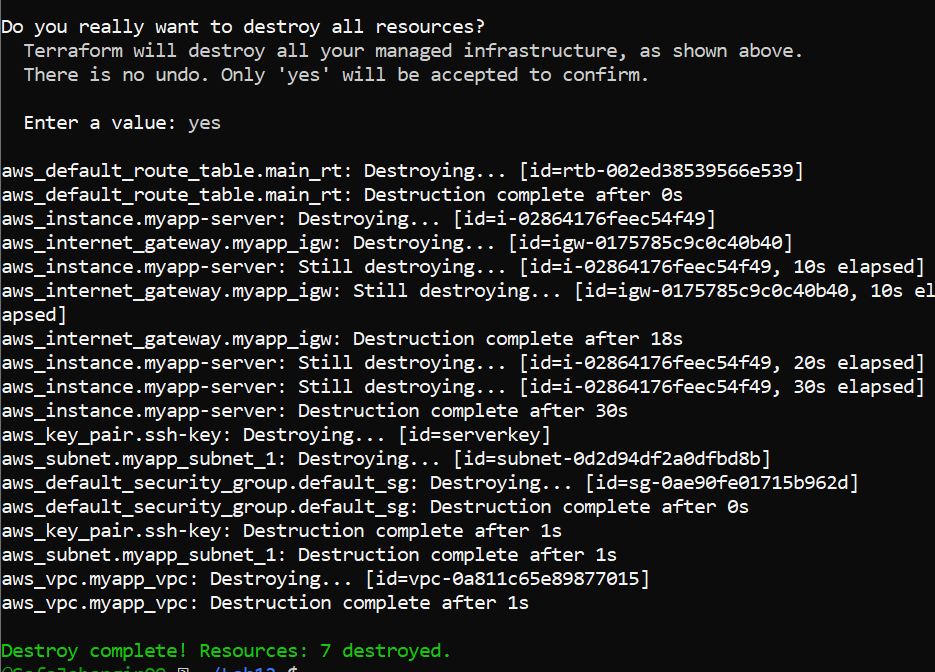 Do you really want to destroy all resources?
  Terraform will destroy all your managed infrastructure, as shown above.
  There is no undo. Only 'yes' will be accepted to confirm.
  Enter a value: yes
aws_default_route_table.main_rt: Destroying... [id=rtb-002ed38539566e539]
aws_default_route_table.main_rt: Destruction complete after 0s
aws_instance.myapp-server: Destroying... [id=i-02864176feec54f49]
aws_internet_gateway.myapp_igw: Destroying... [id=igw-0175785c9c0c40b40]
aws_instance.myapp-server: Still destroying... [id=i-02864176feec54f49, 10s elapsed]
aws_internet_gateway.myapp_igw: Still destroying... [id=igw-0175785c9c0c40b40, 10s el
apsed]
aws_internet_gateway.myapp_igw: Destruction complete after 18s
aws_instance.myapp-server: Still destroying... [id=i-02864176feec54f49, 20s elapsed]
aws_instance.myapp-server: Still destroying... [id=i-02864176feec54f49, 30s elapsed]
aws_instance.myapp-server: Destruction complete after 30s
aws_key_pair.ssh-key: Destroying... [id=serverkey]
aws_subnet.myapp_subnet_1: Destroying... [id=subnet-0d2d94df2a0dfbd8b]
aws_default_security_group.default_sg: Destroying... [id=sg-0ae90fe01715b962d]
aws_default_security_group.default_sg: Destruction complete after 0s
aws_key_pair.ssh-key: Destruction complete after 1s
aws_subnet.myapp_subnet_1: Destruction complete after 1s
aws_vpc.myapp_vpc: Destroying... [id=vpc-0a811c65e89877015]
aws_vpc.myapp_vpc: Destruction complete after 1s
Destroy complete! Resources: 7 destroyed.